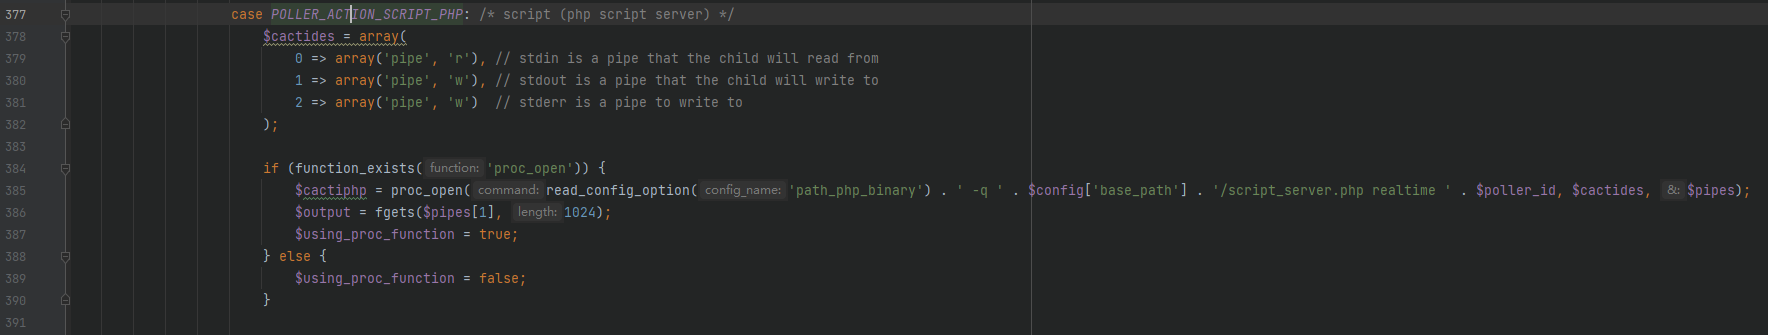 377 case POLLER_ACTION_SCRIPT_PHP: /* script (php script server) */
378 $cactides = array(
379 0 => array('pipe', 'r'), // stdin is a pipe that the child will read from
380 1 => array('pipe', 'w'), // stdout is a pipe that the child will write to
381 2 => array('pipe', 'w')  // stderr is a pipe to write to
382 );
383
384 if (function_exists( function: 'proc_open')) {
385 $cactiphp = proc_open( command: read_config_option( config_name: 'path_php_binary') . ' -q ' . $config['base_path'] . '/script_server.php realtime ' . $poller_id, $cactides, &: $pipes);
386 $output = fgets($pipes[1], length: 1024);
387 $using_proc_function = true;
388 } else {
389 $using_proc_function = false;
390 }
391